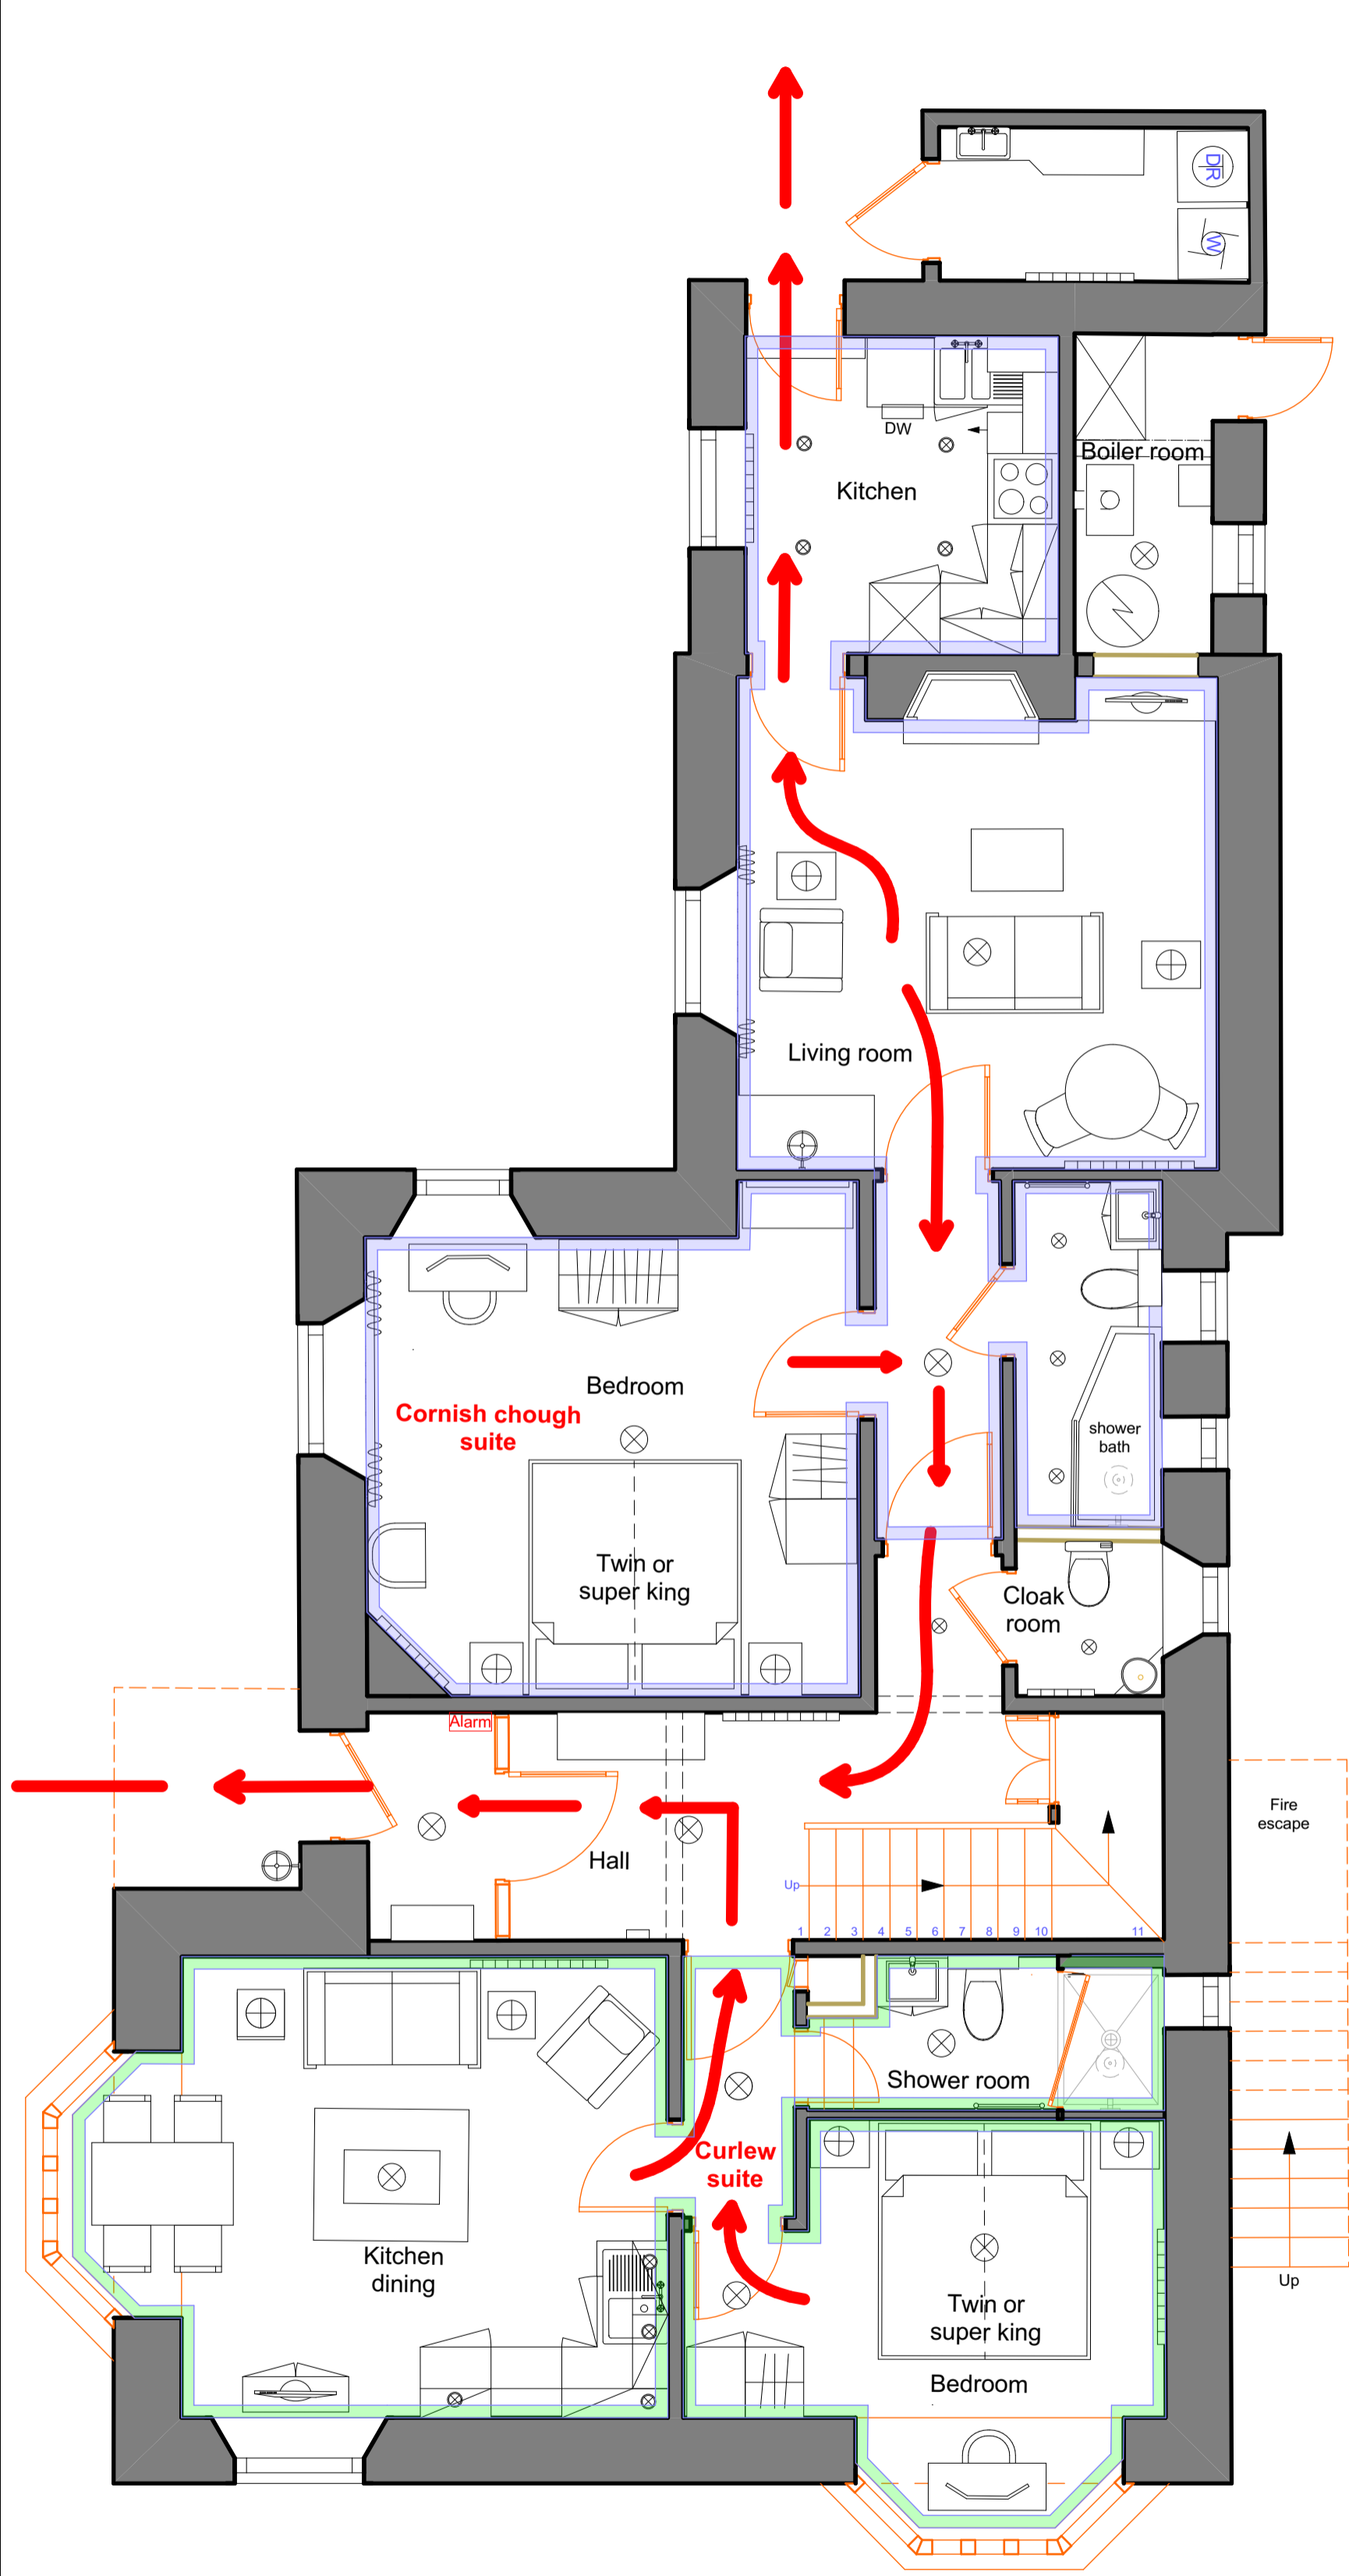 DR
W
DW
Boiler room
Kitchen
Living room
Bedroom
Cornish chough
suite
shower
bath
Twin or
super king
Cloak
room
Alarm
Fire
escape
Hall
Up
1 2 3 4 5 6 7 8 9 10 11
Shower room
Curlew
suite
Kitchen
dining
Up
Twin or
super king
Bedroom